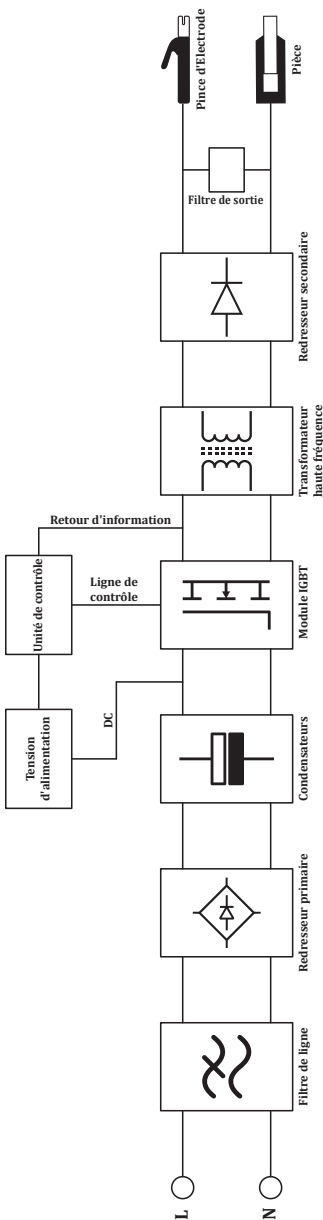 L
N
Filtre de ligne
Redresseur primaire
Condensateurs
Module IGBT
Transformateur
haute fréquence
Redresseur secondaire
Filtre de sortie
Pince d'Electrode
Pièce
Tension
d'alimentation
DC
Unité de contrôle
Ligne de
contrôle
Retour d'information